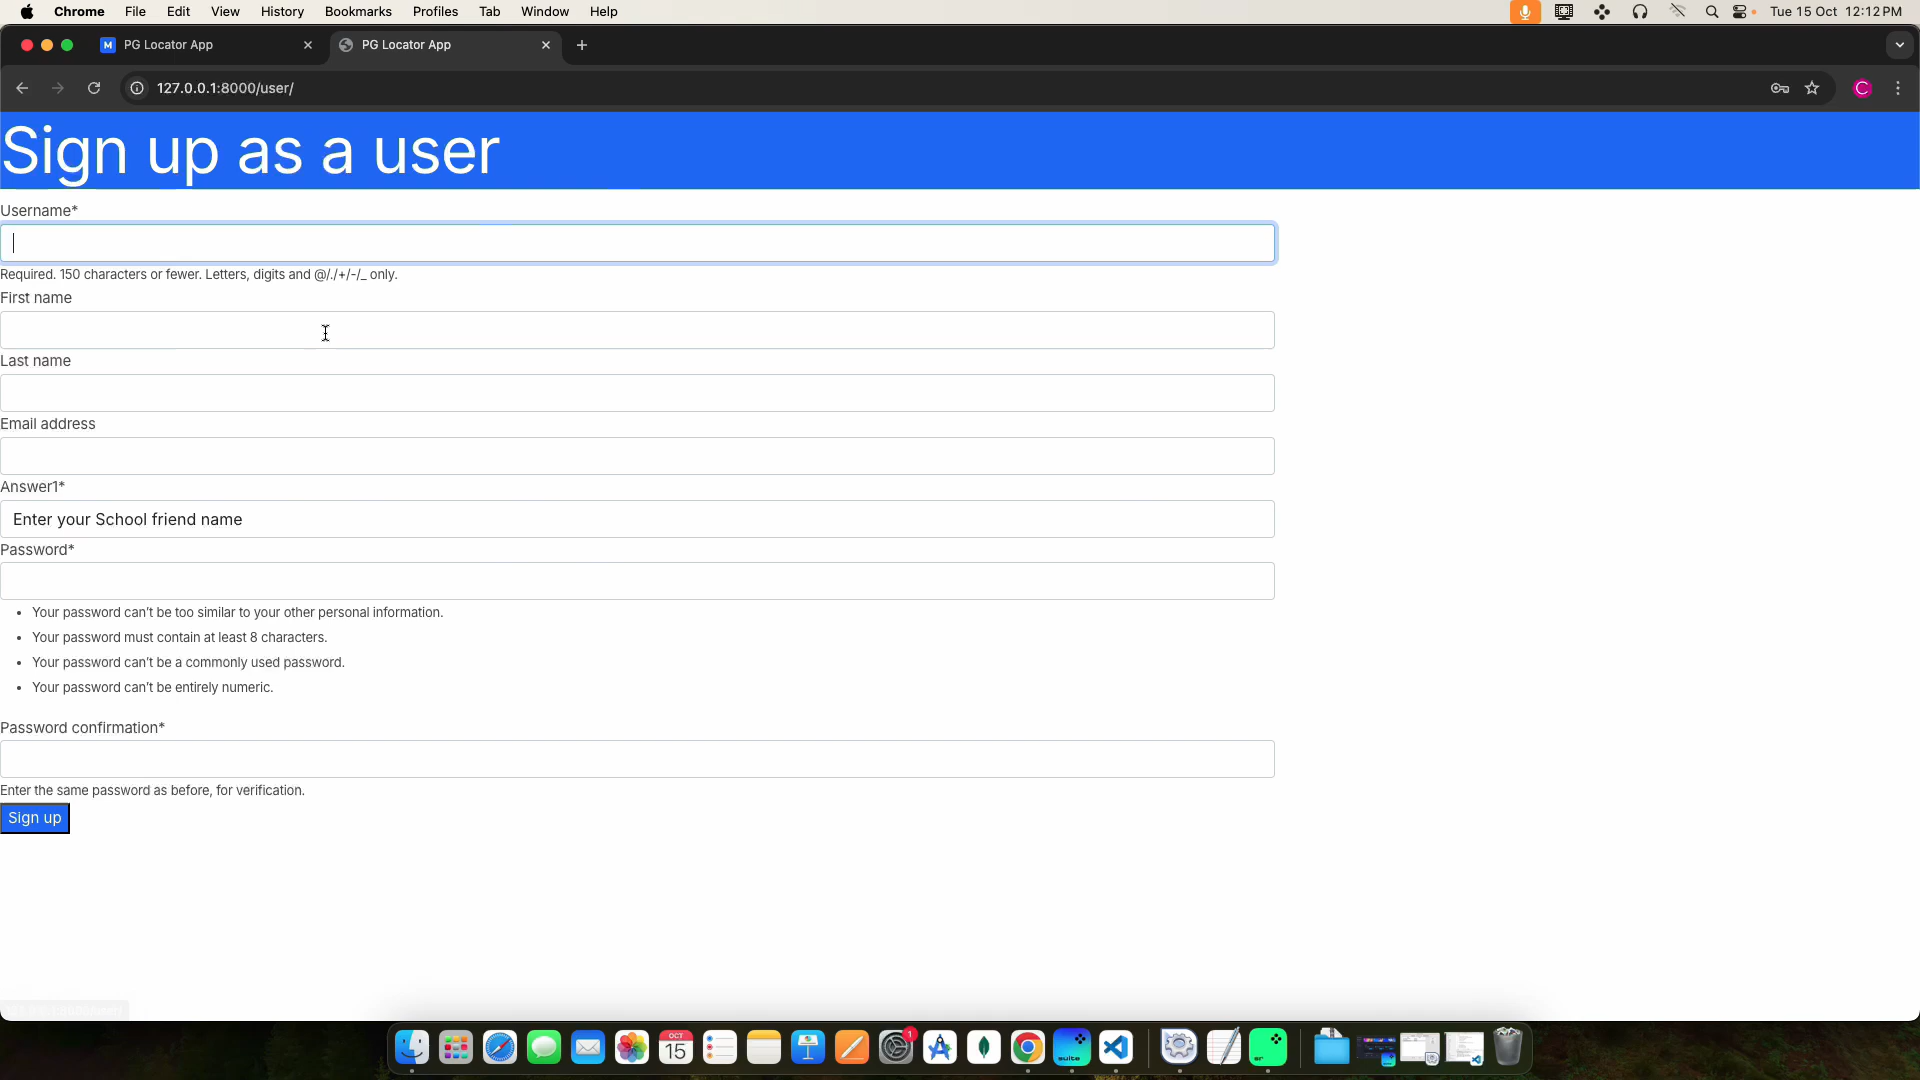 Chrome File Edit View History Bookmarks Profiles Tab Window Help Tue 15 Oct 12:12 PM
PG Locator App PG Locator App
127.0.0.1:8000/user/
Sign up as a user
Username*
Required. 150 characters or fewer. Letters, digits and @/./+/-/_ only.
First name
Last name
Email address
Answer1*
Enter your School friend name
Password*
• Your password can't be too similar to your other personal information.
• Your password must contain at least 8 characters.
• Your password can't be a commonly used password.
• Your password can't be entirely numeric.
Password confirmation*
Enter the same password as before, for verification.
Sign up
OCT
15
1
suite